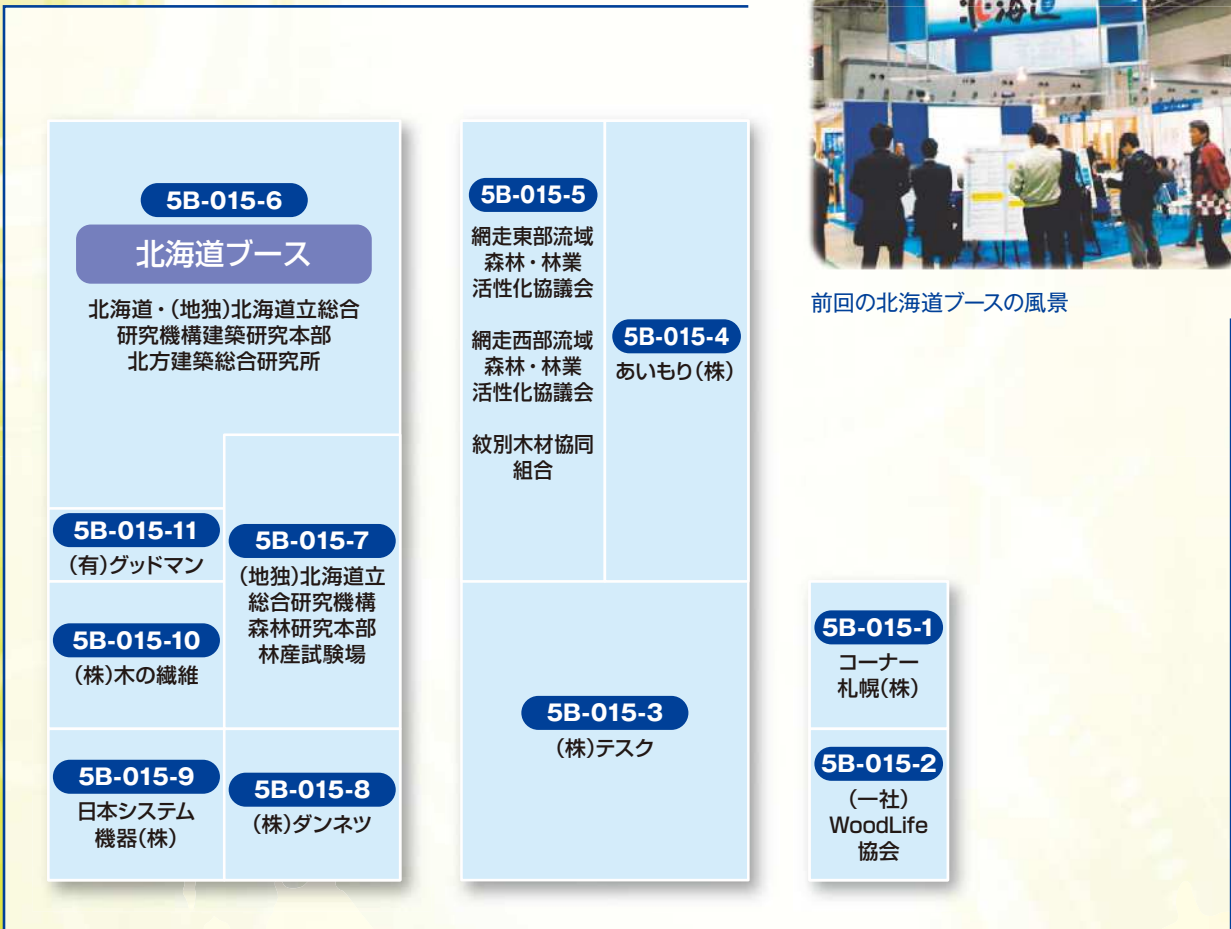 北海道
前回の北海道ブースの風景
5B-015-6
北海道ブース
北海道・(地独)北海道立総合
研究機構建築研究本部
北方建築総合研究所
5B-015-11
(有)グッドマン
5B-015-10
(株)木の繊維
5B-015-9
日本システム
機器(株)
5B-015-7
(地独)北海道立
総合研究機構
森林研究本部
林産試験場
5B-015-8
(株)ダンネツ
5B-015-5
網走東部流域
森林・林業
活性化協議会
網走西部流域
森林・林業
活性化協議会
紋別木材協同
組合
5B-015-4
あいもり(株)
5B-015-3
(株)テスク
5B-015-1
コーナー
札幌(株)
5B-015-2
(一社)
WoodLife
協会